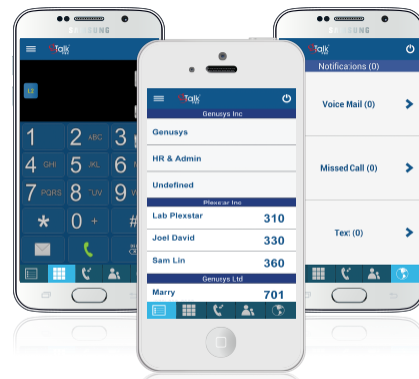 SAMSUNG
Talk
L3
1
2 ABC
3
4 GHI
5 JKL
6
7 PQRS
8 TUV
9
*
0 +
#
Talk
Genusys Inc
Genusys
HR & Admin
Undefined
Plexstar Inc
Lab Plexstar 310
Joel David 330
Sam Lin 360
Genusys Ltd
Marry 701
SAMSUNG
Talk
Notifications (0)
Voice Mail (0)
Missed Call (0)
Text (0)